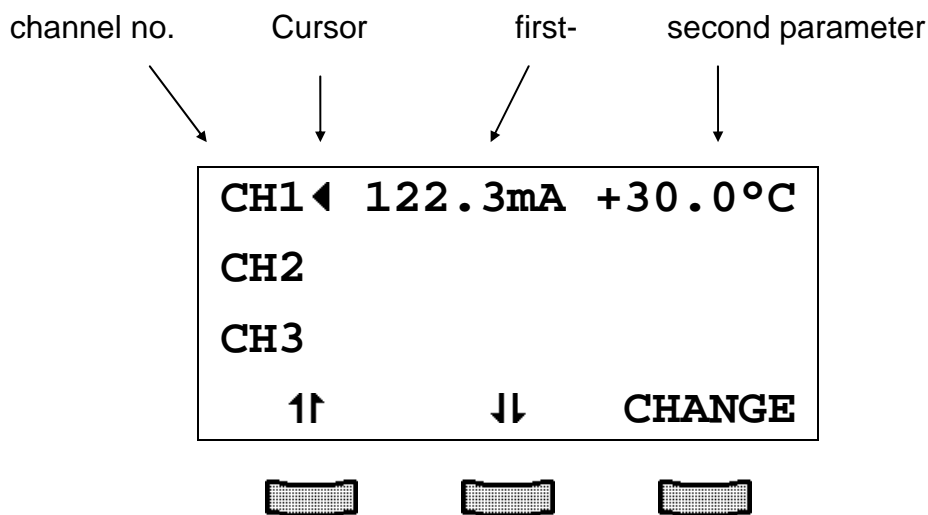 channel no. Cursor first- second parameter
CH1◀ 122.3mA +30.0°C
CH2
CH3
↿↾ ⇃⇂ CHANGE